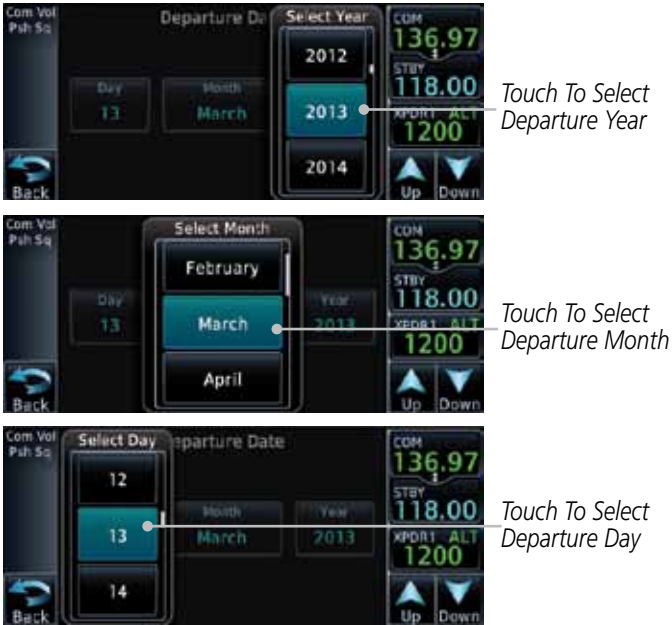 Com Vol
Psh Sq
Departure Da
Select Year
2012
2013
2014
Day
13
Month
March
COM
136.97
STBY
118.00
XPDR1 ALT
1200
Back
Up
Down
Touch To Select
Departure Year
Com Vol
Psh Sq
Select Month
February
March
April
Day
13
Year
2013
COM
136.97
STBY
118.00
XPDR1 ALT
1200
Back
Up
Down
Touch To Select
Departure Month
Com Vol
Psh Sq
Select Day
eparture Date
12
13
14
Month
March
Year
2013
COM
136.97
STBY
118.00
XPDR1 ALT
1200
Back
Up
Down
Touch To Select
Departure Day